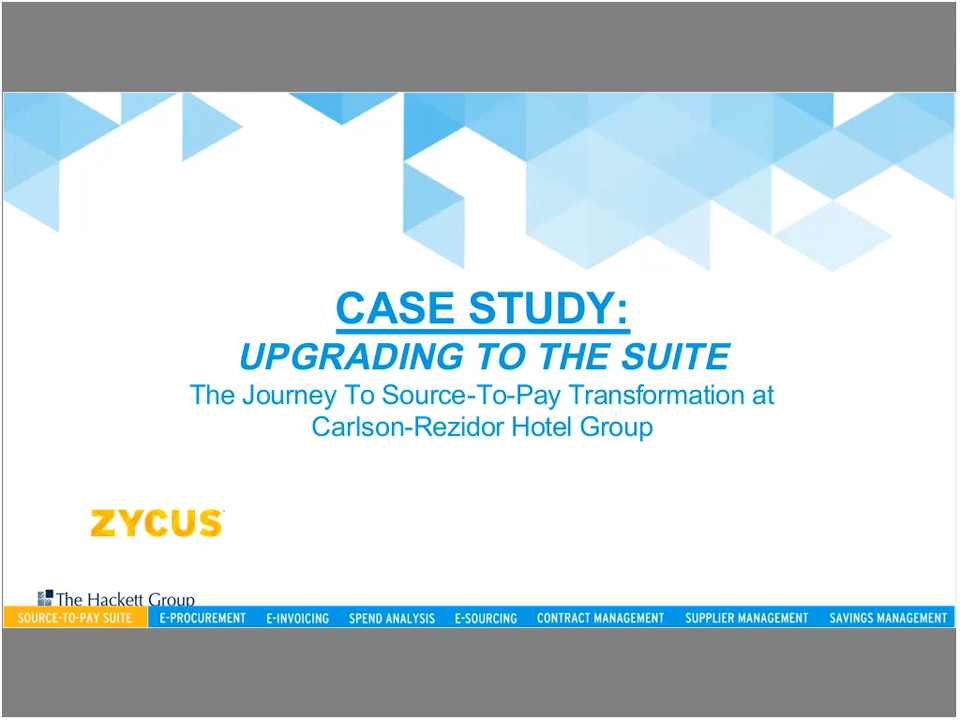 CASE STUDY:
UPGRADING TO THE SUITE
The Journey To Source-To-Pay Transformation at
Carlson-Rezidor Hotel Group
ZYCUS
The Hackett Group
SOURCE-TO-PAY SUITE E-PROCUREMENT E-INVOICING SPEND ANALYSIS E-SOURCING CONTRACT MANAGEMENT SUPPLIER MANAGEMENT SAVINGS MANAGEMENT